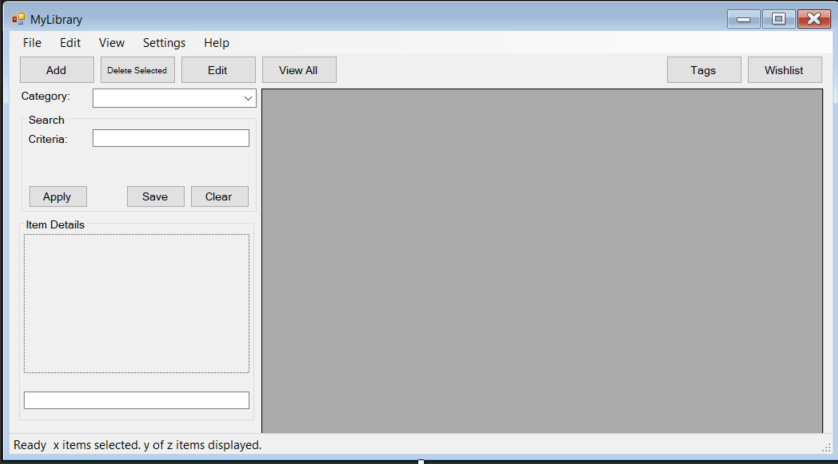 MyLibrary
File Edit View Settings Help
Add Delete Selected Edit View All Tags Wishlist
Category:
Search
Criteria:
Apply Save Clear
Item Details
Ready x items selected. y of z items displayed.